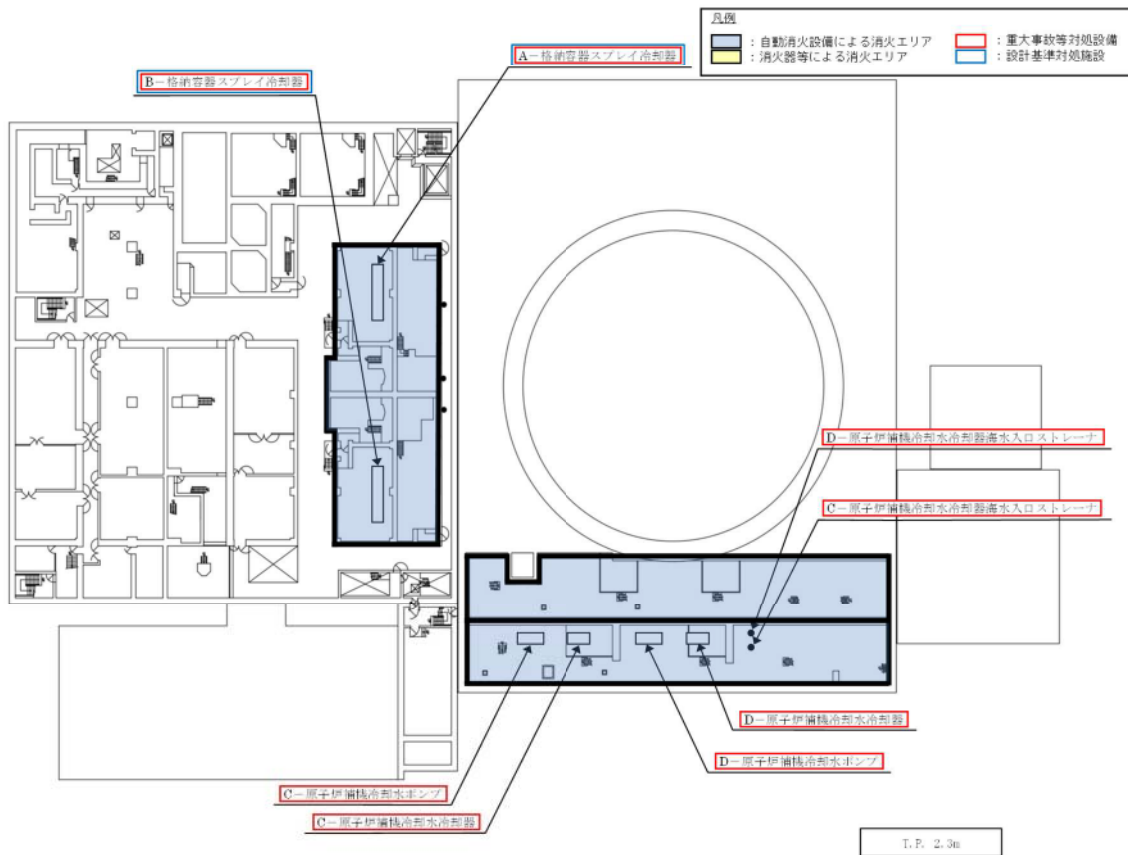 凡例
：自動消火設備による消火エリア
：重大事故等対処設備
：消火器等による消火エリア
：設計基準対処施設
A－格納容器スプレイ冷却器
B－格納容器スプレイ冷却器
D－原子炉補機冷却水冷却器海水入口ストレーナ
C－原子炉補機冷却水冷却器海水入口ストレーナ
D－原子炉補機冷却水冷却器
D－原子炉補機冷却水ポンプ
C－原子炉補機冷却水ポンプ
C－原子炉補機冷却水冷却器
T.P. 2.3m